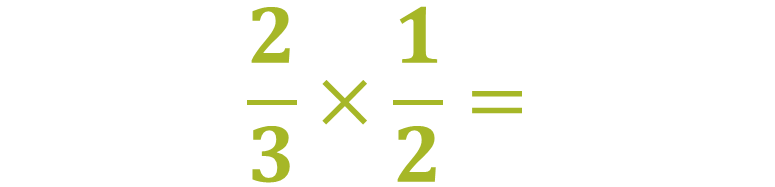 2/3 × 1/2 =